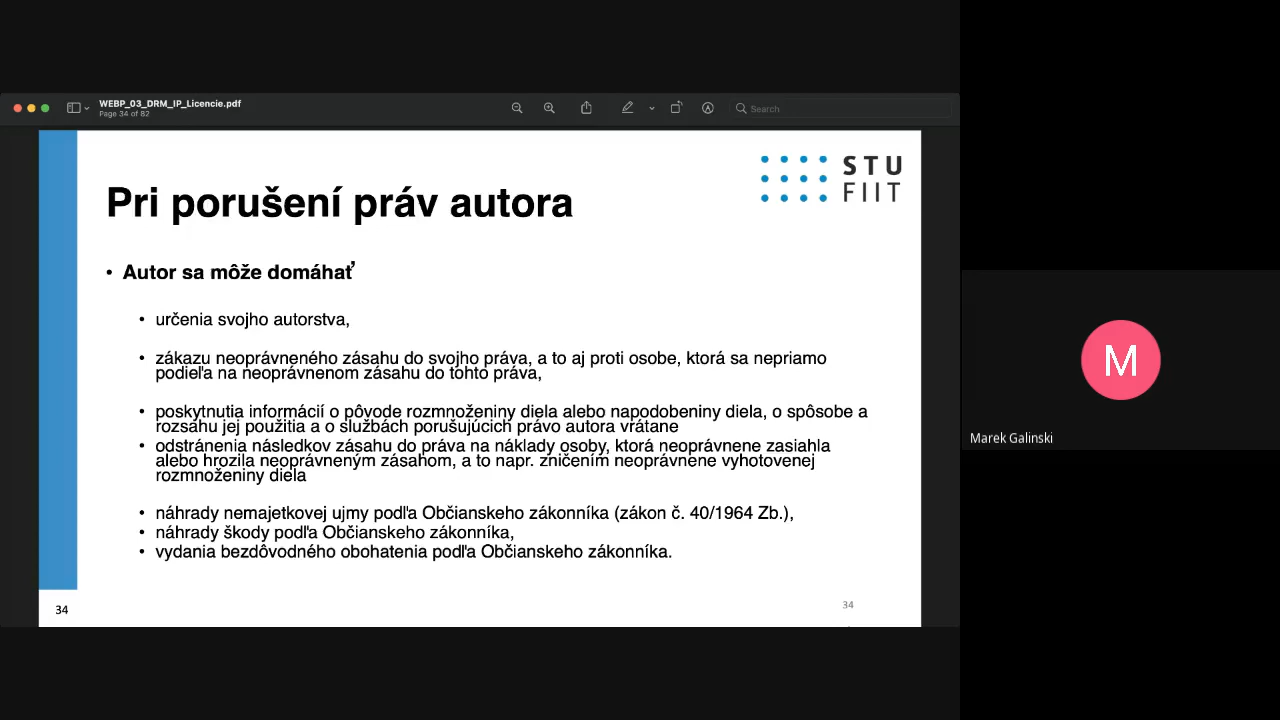 WEBP_03_DRM_IP_Licencie.pdf
Page 34 of 82
Search
STU
FIIT
Pri porušení práv autora
• Autor sa môže domáhať
• určenia svojho autorstva,
• zákazu neoprávneného zásahu do svojho práva, a to aj proti osobe, ktorá sa nepriamo
podieľa na neoprávnenom zásahu do tohto práva,
• poskytnutia informácií o pôvode rozmnoženiny diela alebo napodobeniny diela, o spôsobe a
rozsahu jej použitia a o službách porušujúcich právo autora vrátane
• odstránenia následkov zásahu do práva na náklady osoby, ktorá neoprávnene zasiahla
alebo hrozila neoprávneným zásahom, a to napr. zničením neoprávnene vyhotovenej
rozmnoženiny diela
• náhrady nemajetkovej ujmy podľa Občianskeho zákonníka (zákon č. 40/1964 Zb.),
• náhrady škody podľa Občianskeho zákonníka,
• vydania bezdôvodného obohatenia podľa Občianskeho zákonníka.
34
34
M
Marek Galinski